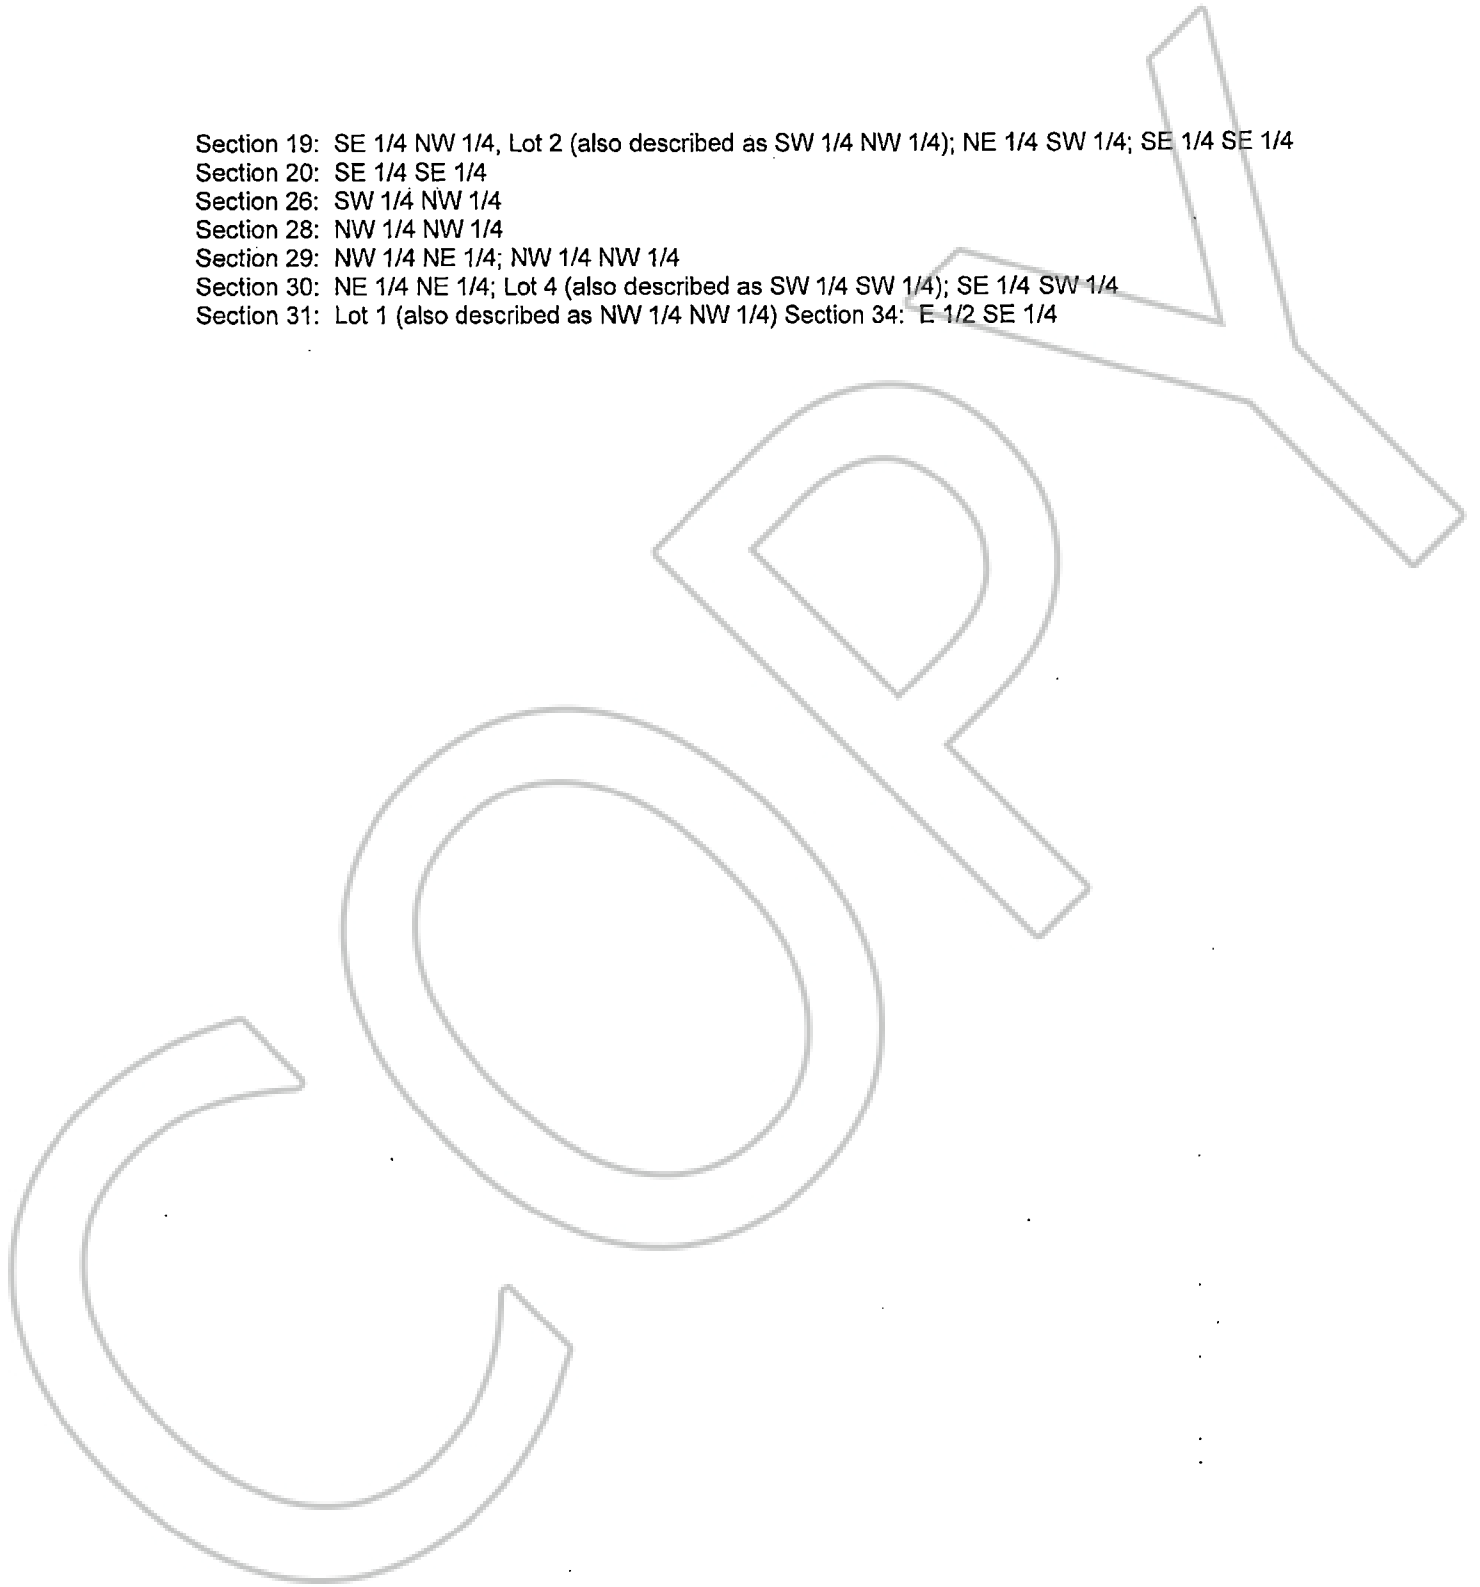 Section 19: SE 1/4 NW 1/4, Lot 2 (also described as SW 1/4 NW 1/4); NE 1/4 SW 1/4; SE 1/4 SE 1/4
Section 20: SE 1/4 SE 1/4
Section 26: SW 1/4 NW 1/4
Section 28: NW 1/4 NW 1/4
Section 29: NW 1/4 NE 1/4; NW 1/4 NW 1/4
Section 30: NE 1/4 NE 1/4; Lot 4 (also described as SW 1/4 SW 1/4); SE 1/4 SW 1/4
Section 31: Lot 1 (also described as NW 1/4 NW 1/4) Section 34: E 1/2 SE 1/4
COPY